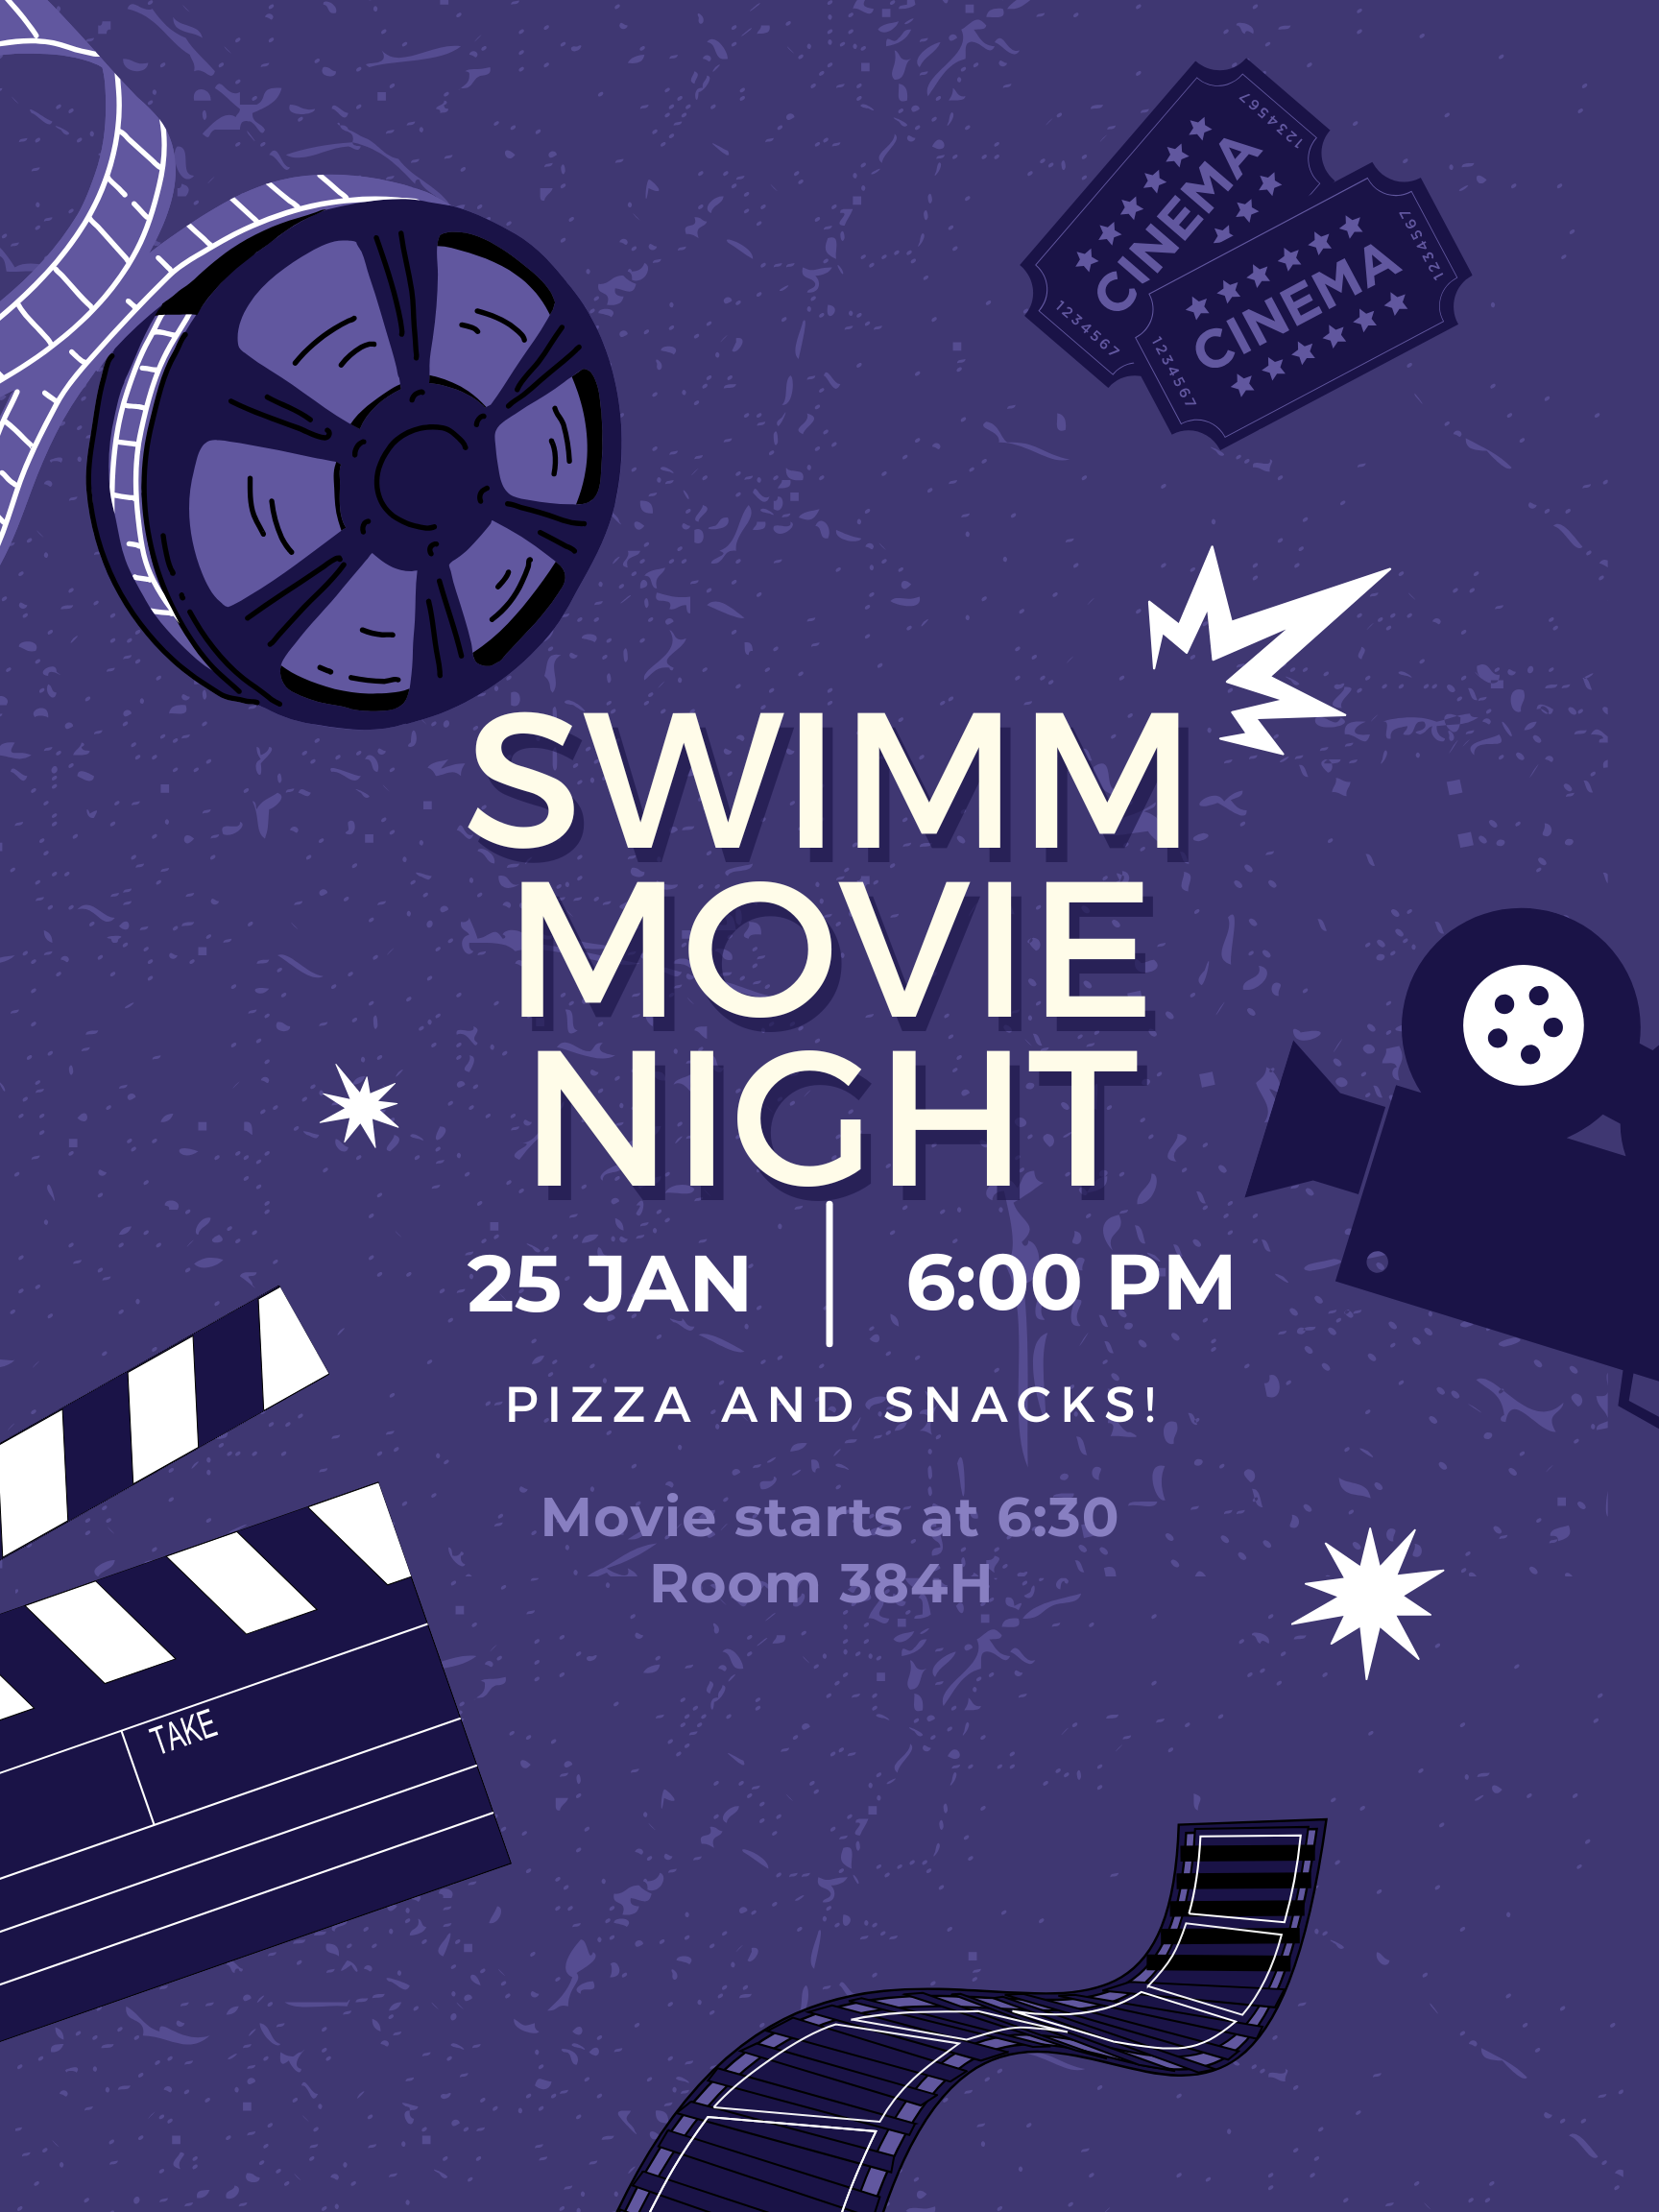 CINEMA
1234567
1234567
CINEMA
1234567
1234567
SWIMM
MOVIE
NIGHT
25 JAN
6:00 PM
PIZZA AND SNACKS!
Movie starts at 6:30
Room 384H
TAKE